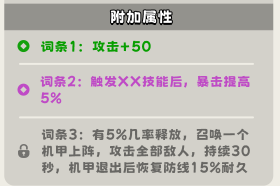 附加属性
词条1：攻击+50
词条2：触发XX技能后，暴击提高
5%
词条3：有5%几率释放，召唤一个
机甲上阵，攻击全部敌人，持续30
秒，机甲退出后恢复防线15%耐久